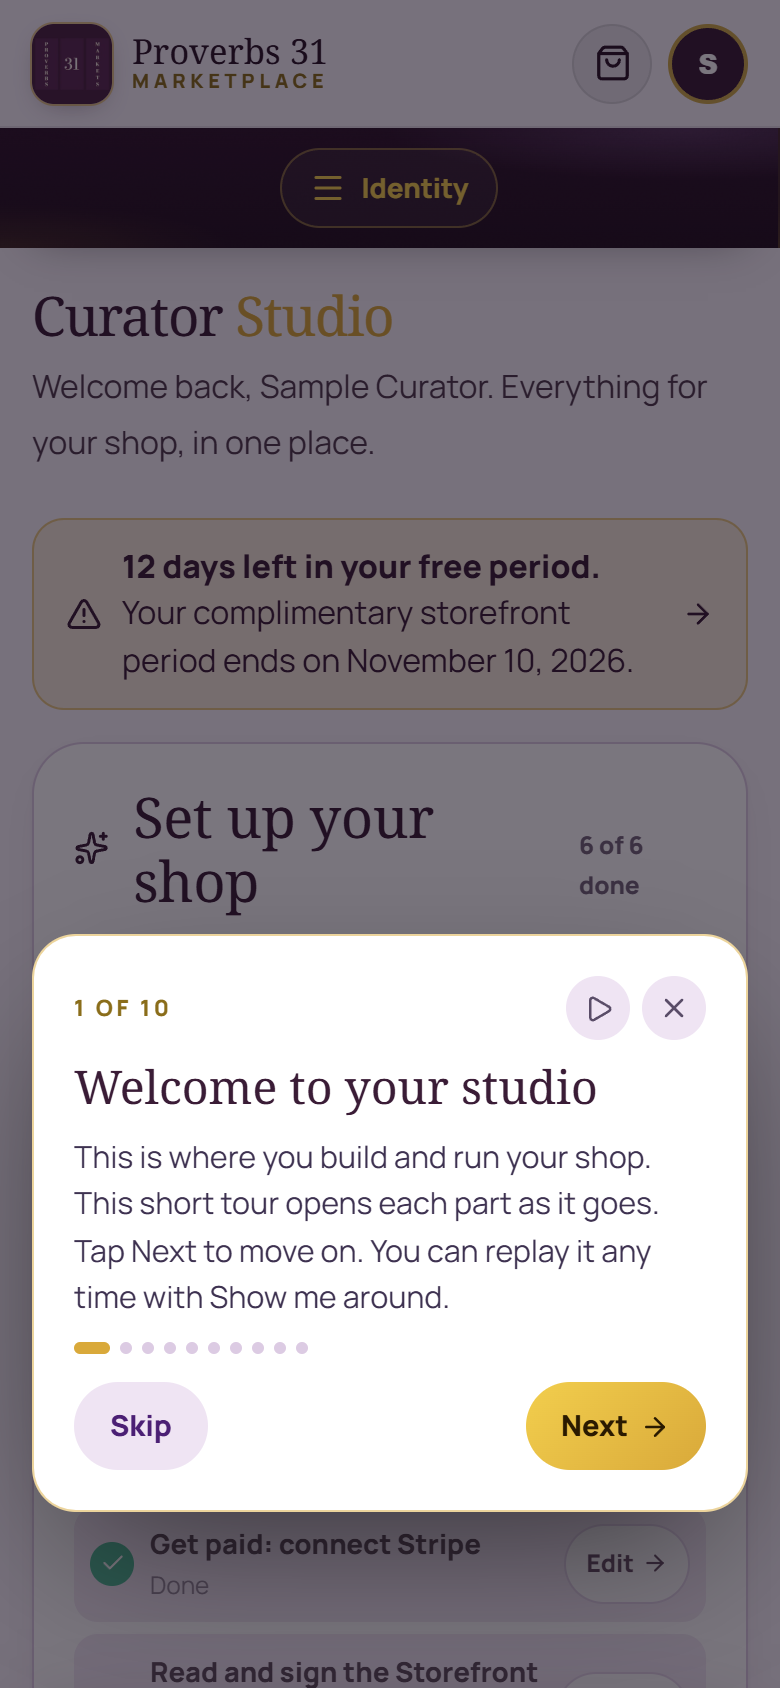 31
Proverbs 31
MARKETPLACE
S
Identity
Curator Studio
Welcome back, Sample Curator. Everything for
your shop, in one place.
12 days left in your free period.
Your complimentary storefront
period ends on November 10, 2026.
Set up your
shop
6 of 6
done
1 OF 10
Welcome to your studio
This is where you build and run your shop.
This short tour opens each part as it goes.
Tap Next to move on. You can replay it any
time with Show me around.
Skip
Next
Get paid: connect Stripe
Done
Edit
Read and sign the Storefront